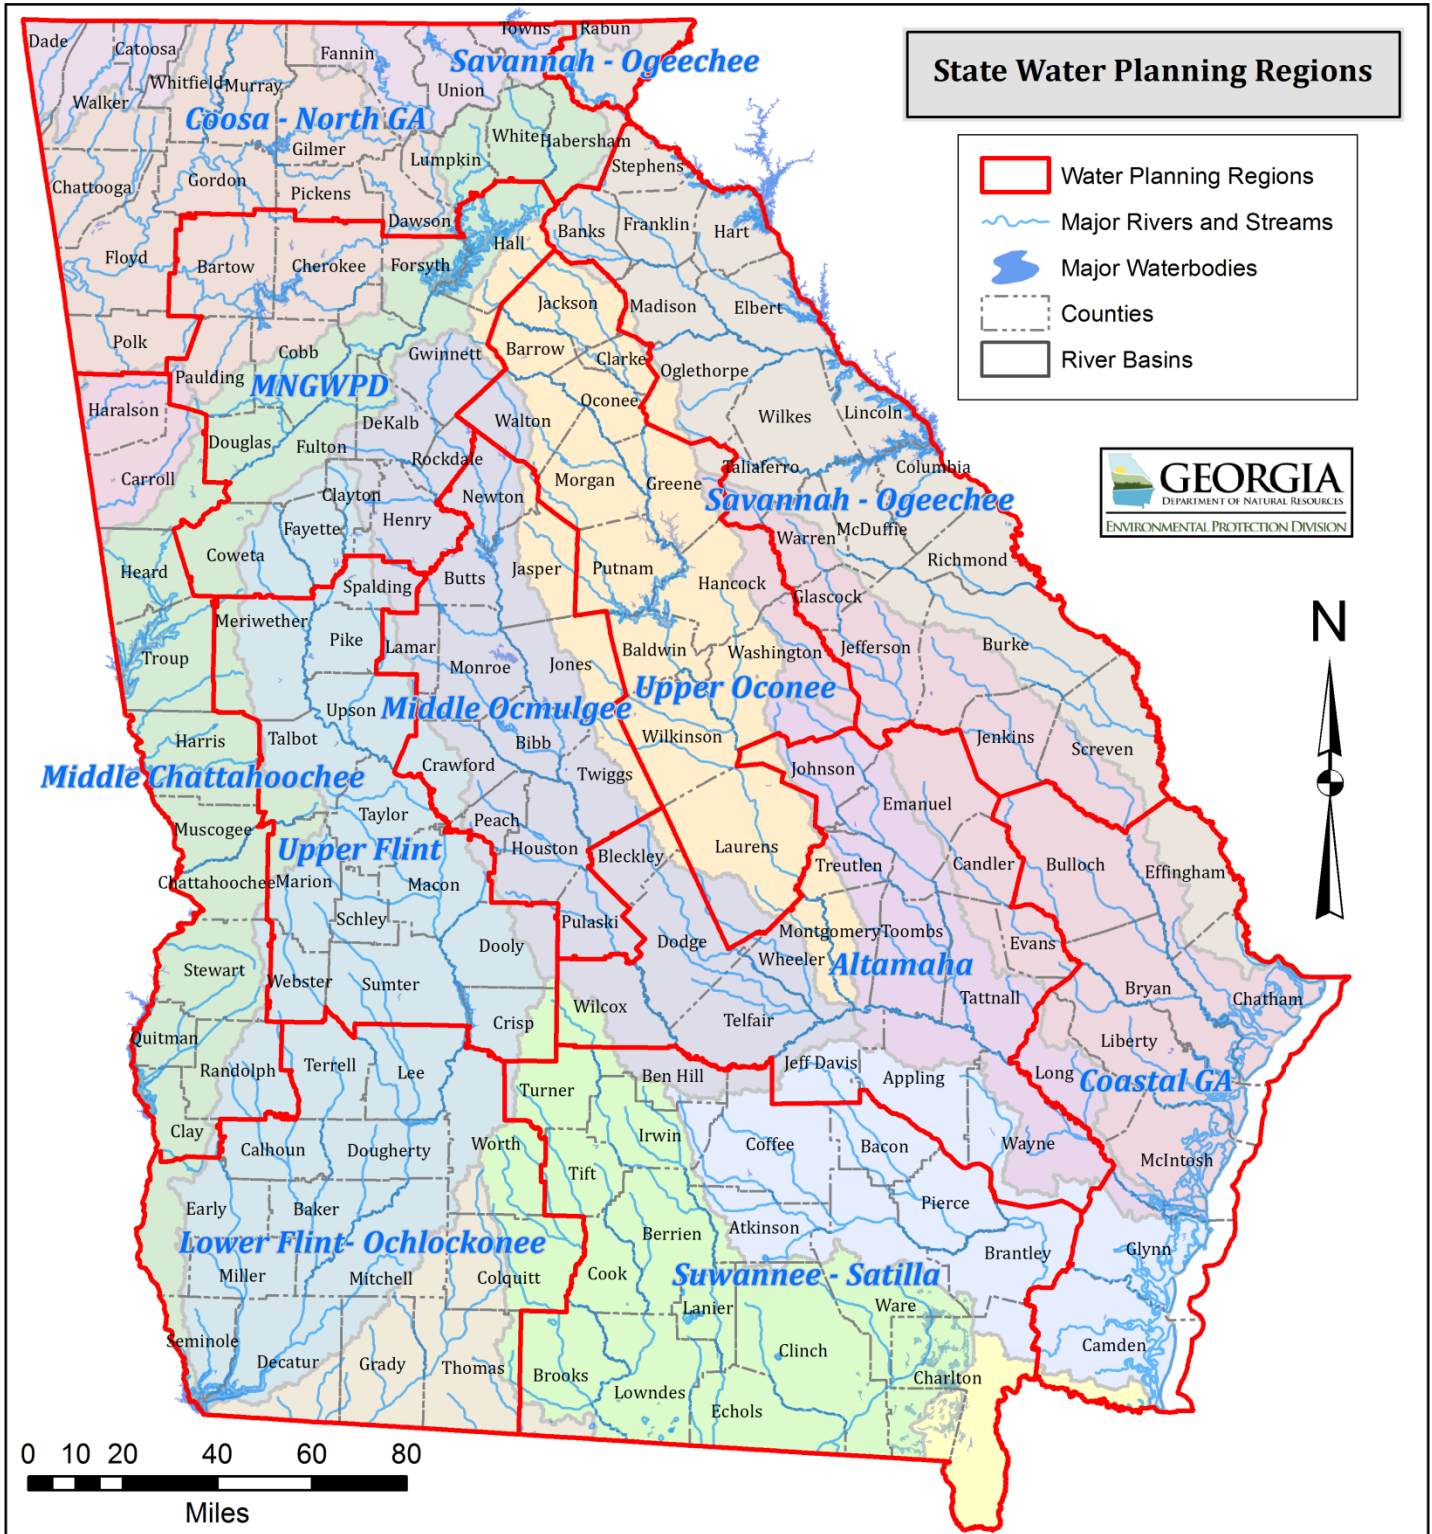 State Water Planning Regions
Water Planning Regions
Major Rivers and Streams
Major Waterbodies
Counties
River Basins
GEORGIA
DEPARTMENT OF NATURAL RESOURCES
ENVIRONMENTAL PROTECTION DIVISION
N
Dade
Catoosa
Fannin
Towns
Rabun
Savannah - Ogeechee
Walker
Whitfield
Murray
Union
Coosa - North GA
Gilmer
White
Habersham
Lumpkin
Stephens
Chattooga
Gordon
Pickens
Dawson
Banks
Franklin
Hart
Floyd
Bartow
Cherokee
Forsyth
Hall
Jackson
Madison
Elbert
Polk
Cobb
Gwinnett
Barrow
Clarke
Oglethorpe
Paulding
MNGWPD
Haralson
DeKalb
Walton
Oconee
Wilkes
Lincoln
Douglas
Fulton
Rockdale
Taliaferro
Columbia
Carroll
Clayton
Newton
Morgan
Greene
Savannah - Ogeechee
Fayette
Henry
Warren
McDuffie
Coweta
Richmond
Heard
Spalding
Butts
Jasper
Putnam
Hancock
Glascock
Meriwether
Pike
Lamar
Baldwin
Washington
Jefferson
Burke
Troup
Monroe
Jones
Upper Oconee
Upson
Middle Ocmulgee
Harris
Talbot
Bibb
Wilkinson
Jenkins
Screven
Middle Chattahoochee
Crawford
Twiggs
Johnson
Emanuel
Muscogee
Taylor
Peach
Upper Flint
Houston
Bleckley
Laurens
Treutlen
Candler
Bulloch
Effingham
Chattahoochee
Marion
Macon
Schley
Pulaski
Dooly
Dodge
Montgomery
Toombs
Evans
Stewart
Webster
Sumter
Wheeler
Altamaha
Tattnall
Bryan
Chatham
Crisp
Wilcox
Telfair
Quitman
Liberty
Randolph
Terrell
Lee
Turner
Ben Hill
Jeff Davis
Appling
Long
Coastal GA
Clay
Calhoun
Dougherty
Worth
Irwin
Coffee
Bacon
Wayne
McIntosh
Tift
Early
Baker
Pierce
Atkinson
Berrien
Lower Flint- Ochlockonee
Brantley
Glynn
Miller
Mitchell
Colquitt
Cook
Suwannee - Satilla
Lanier
Ware
Seminole
Decatur
Grady
Thomas
Brooks
Clinch
Camden
Lowndes
Charlton
Echols
0 10 20 40 60 80
Miles